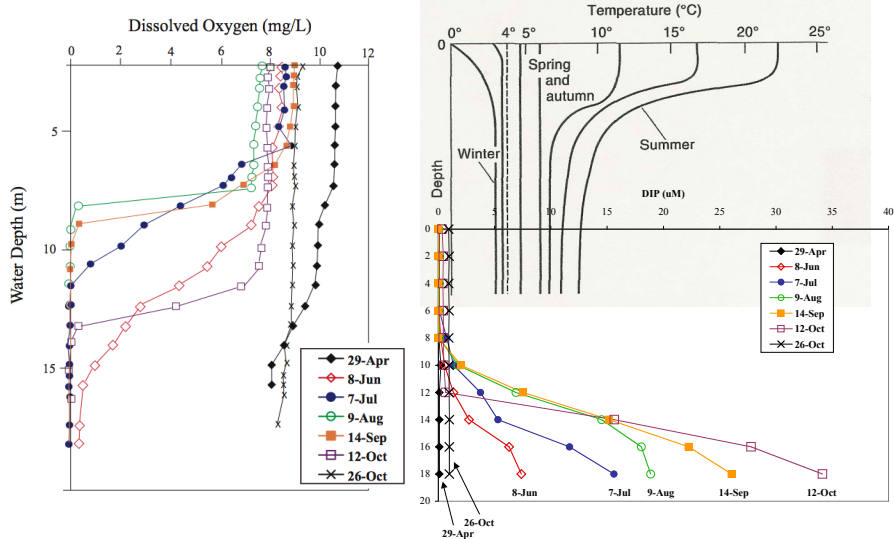 Dissolved Oxygen (mg/L)
0 2 4 6 8 10 12
5
10
15
Water Depth (m)
29-Apr
8-Jun
7-Jul
9-Aug
14-Sep
12-Oct
26-Oct
Temperature (°C)
0° 4° 5° 10° 15° 20° 25°
0
Spring
and
autumn
Winter
Summer
Depth
DIP (uM)
0 5 10 15 20 25 30 35 40
0
2
4
6
8
10
12
14
16
18
20
29-Apr
8-Jun
7-Jul
9-Aug
14-Sep
12-Oct
26-Oct
8-Jun 7-Jul 9-Aug 14-Sep 12-Oct
26-Oct
29-Apr